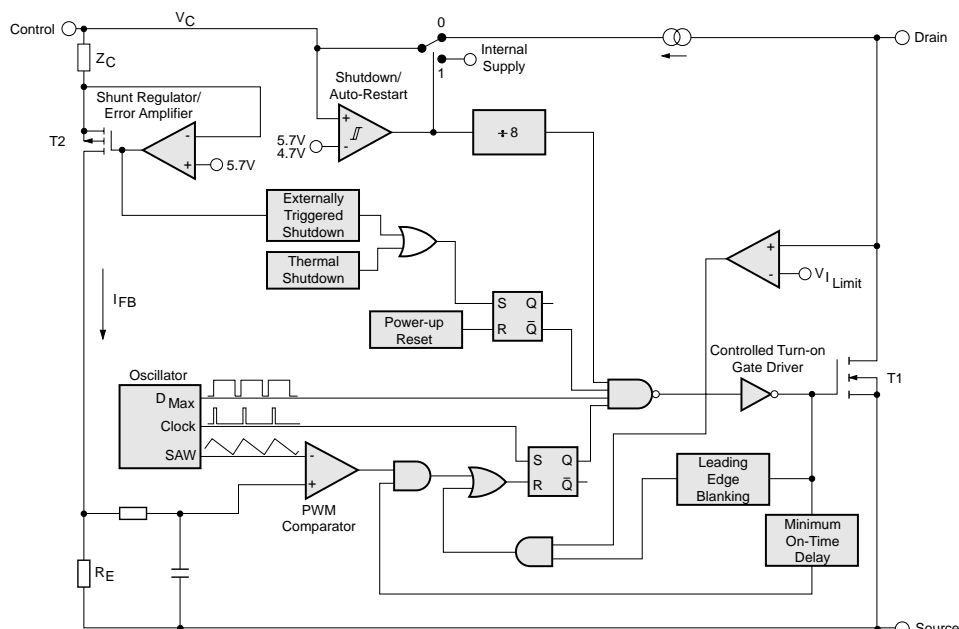 Control
V C
0
Drain
Z C
Internal
Supply
1
Shutdown/
Auto-Restart
Shunt Regulator/
Error Amplifier
+
-
5.7V
4.7V
÷ 8
T2
-
+
5.7V
Externally
Triggered
Shutdown
Thermal
Shutdown
+
-
V I Limit
I FB
S Q
R Q̅
Power-up
Reset
Controlled Turn-on
Gate Driver
T1
Oscillator
D Max
Clock
SAW
-
+
PWM
Comparator
S Q
R Q̅
Leading
Edge
Blanking
Minimum
On-Time
Delay
R E
Source